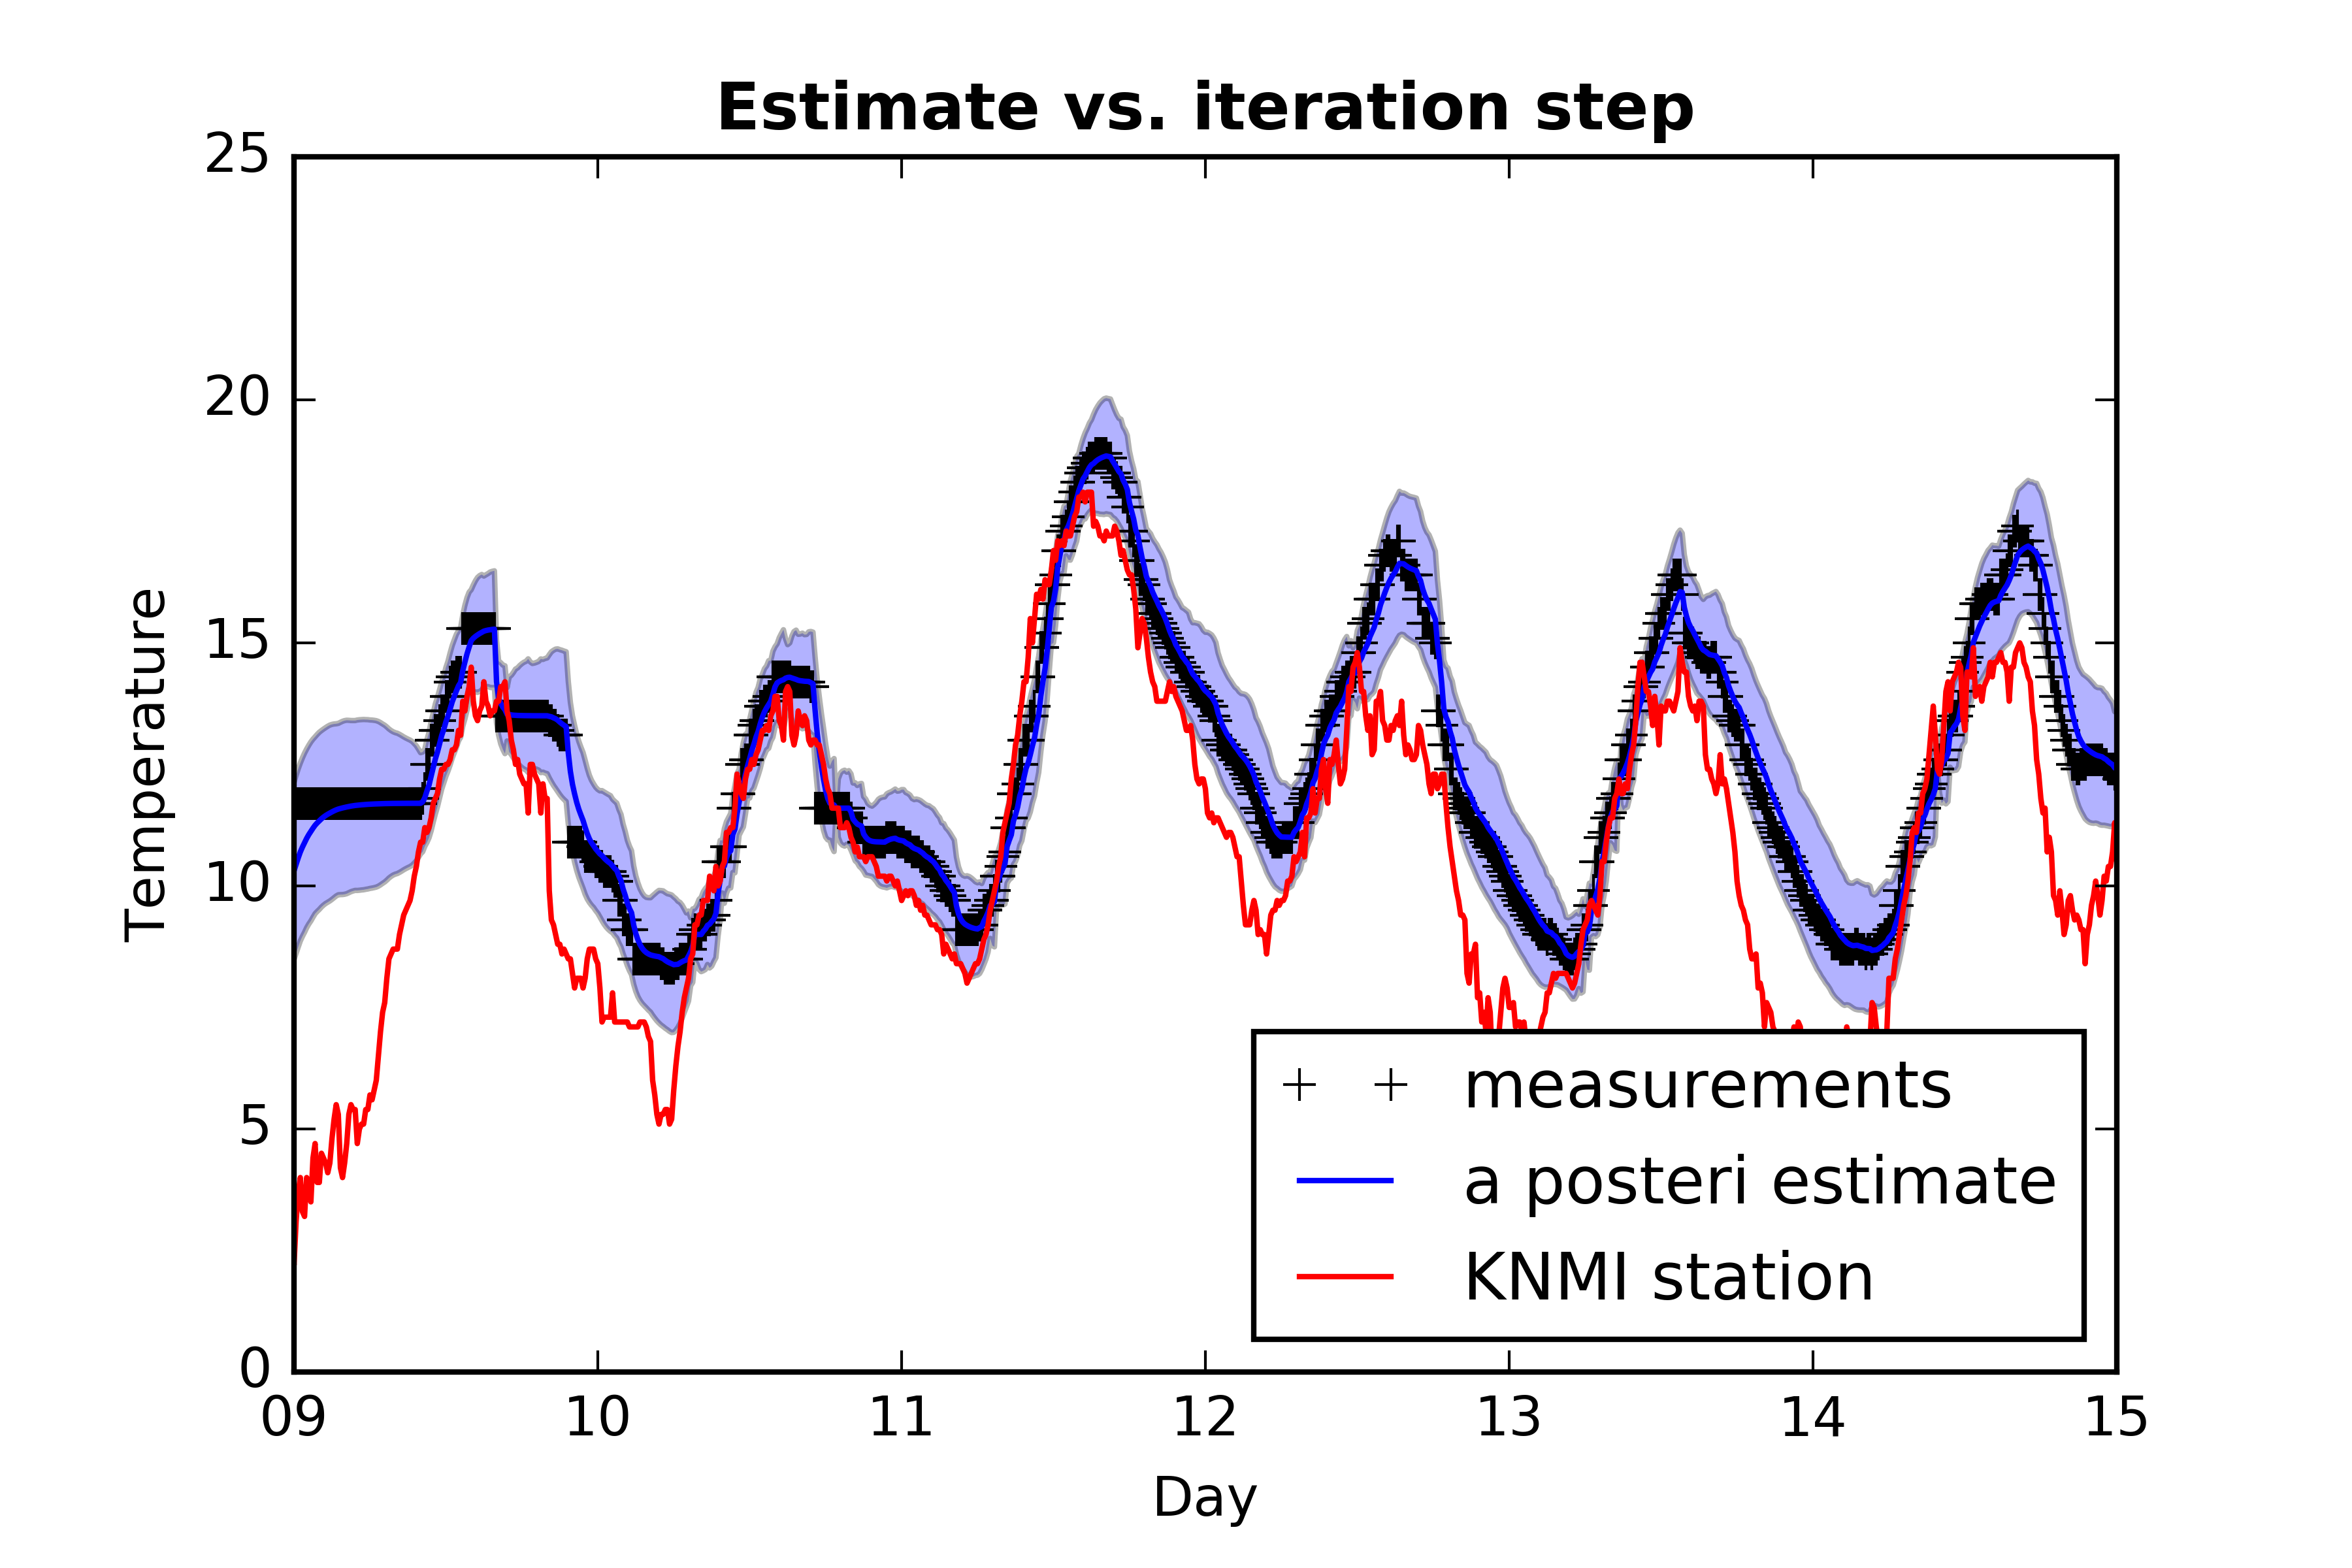 Estimate vs. iteration step
25
20
15
10
5
0
Temperature
09 10 11 12 13 14 15
Day
measurements
a posteri estimate
KNMI station